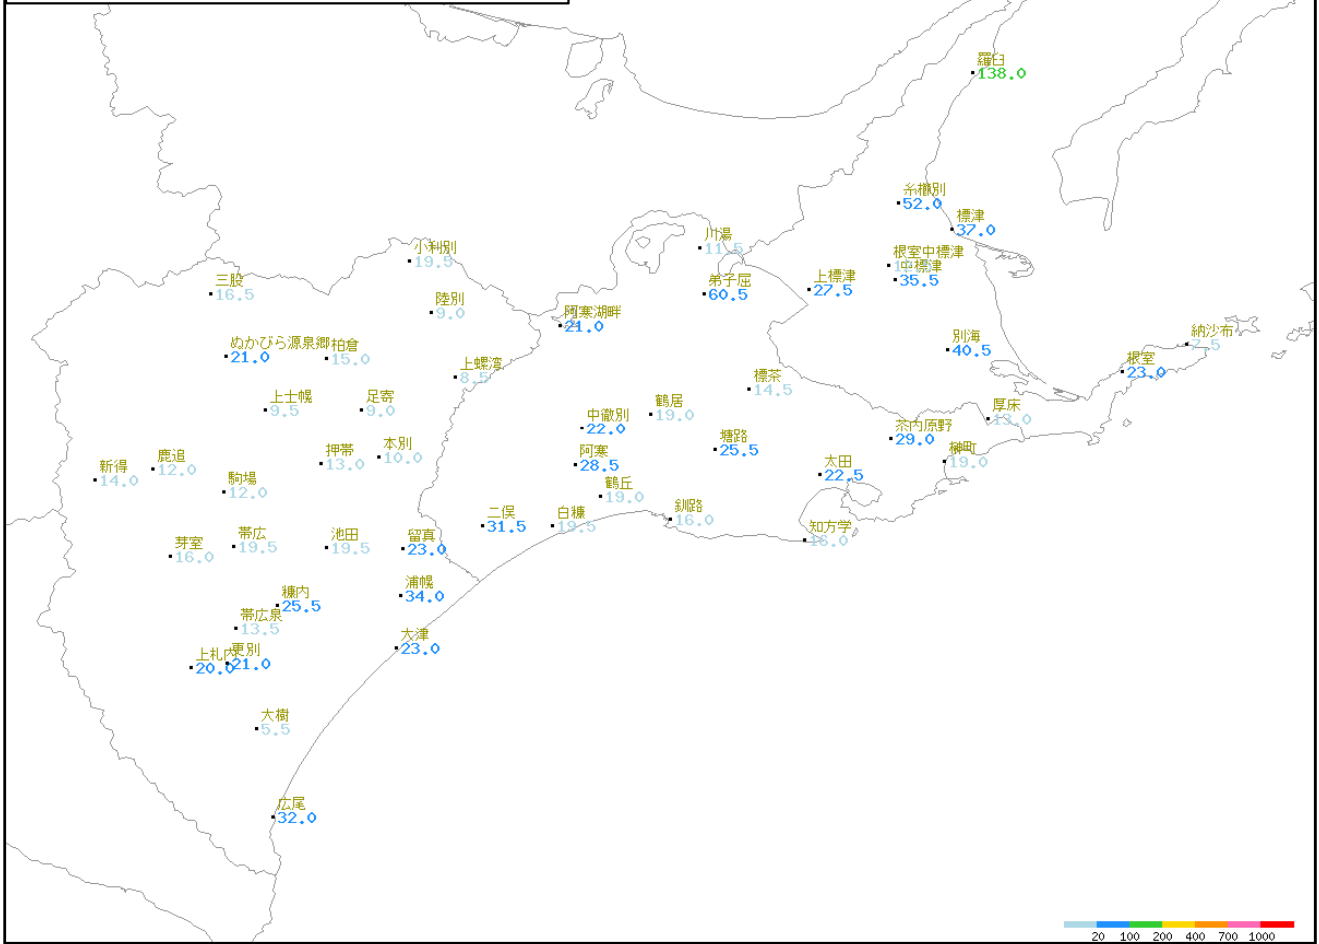 羅臼
138.0
糸櫛別
52.0
標津
37.0
川湯
11.5
小利別
19.5
根室中標津
中標津
35.5
三股
16.5
弟子屈
60.5
上標津
27.5
陸別
9.0
阿寒湖畔
21.0
納沙布
7.5
ぬかびら源泉郷
21.0
柏倉
15.0
別海
40.5
根室
23.0
上螺湾
8.5
標茶
14.5
上士幌
9.5
足寄
9.0
鶴居
19.0
厚床
13.0
中徹別
22.0
茶内原野
29.0
塘路
25.5
本別
10.0
押帯
13.0
鹿追
12.0
新得
14.0
阿寒
28.5
榊町
19.0
太田
22.5
駒場
12.0
鶴丘
19.0
二俣
31.5
白糠
19.5
釧路
16.0
知方学
16.0
帯広
19.5
池田
19.5
留真
23.0
芽室
16.0
浦幌
34.0
糠内
25.5
帯広泉
13.5
大津
23.0
更別
21.0
上札内
20.0
大樹
5.5
広尾
32.0
20 100 200 400 700 1000